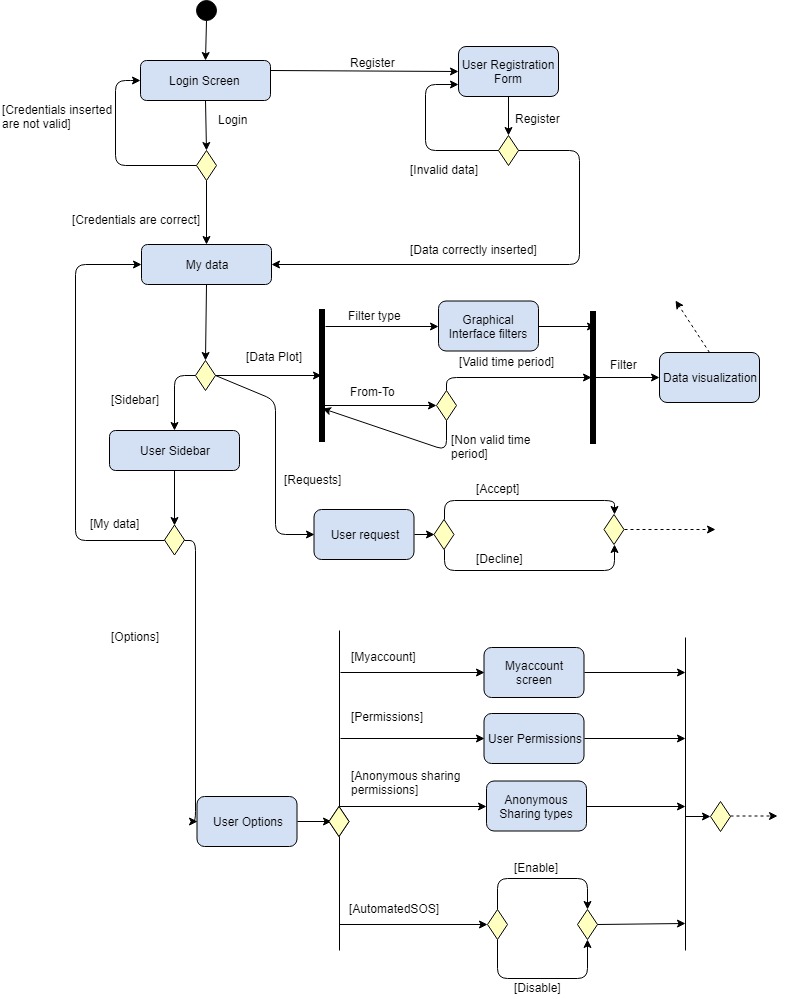 Register
Login Screen
User Registration
Form
[Credentials inserted
are not valid]
Login
Register
[Invalid data]
[Credentials are correct]
[Data correctly inserted]
My data
Filter type
Graphical
Interface filters
[Data Plot]
[Valid time period]
Filter
Data visualization
[Sidebar]
From-To
User Sidebar
[Non valid time
period]
[Requests]
[Accept]
[My data]
User request
[Decline]
[Options]
[Myaccount]
Myaccount
screen
[Permissions]
User Permissions
[Anonymous sharing
permissions]
Anonymous
Sharing types
User Options
[Enable]
[AutomatedSOS]
[Disable]